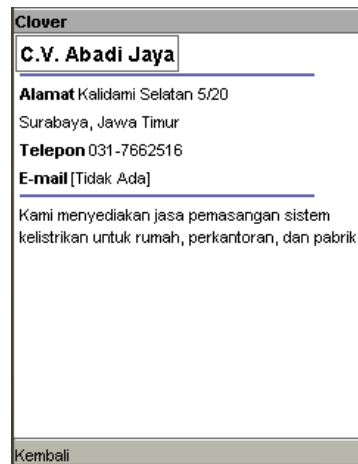 Clover
C.V. Abadi Jaya
Alamat Kalidami Selatan 5/20
Surabaya, Jawa Timur
Telepon 031-7662516
E-mail [Tidak Ada]
Kami menyediakan jasa pemasangan sistem
kelistrikan untuk rumah, perkantoran, dan pabrik
Kembali